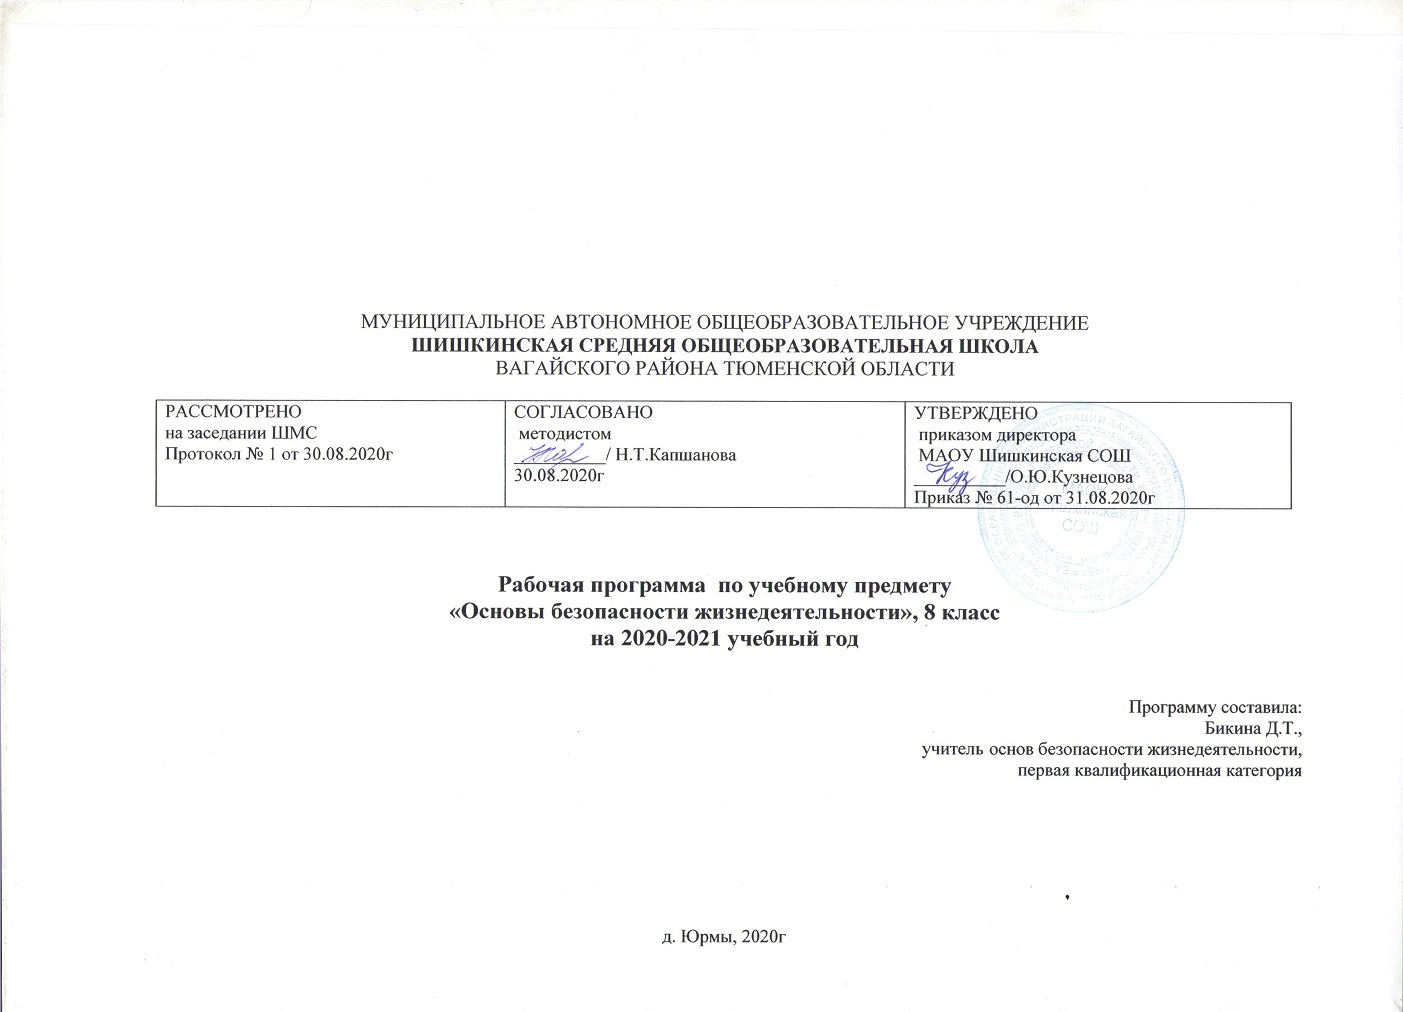 МУНИЦИПАЛЬНОЕ АВТОНОМНОЕ ОБЩЕОБРАЗОВАТЕЛЬНОЕ УЧРЕЖДЕНИЕ
ШИШКИНСКАЯ СРЕДНЯЯ ОБЩЕОБРАЗОВАТЕЛЬНАЯ ШКОЛА
ВАГАЙСКОГО РАЙОНА ТЮМЕНСКОЙ ОБЛАСТИ
РАССМОТРЕНО
на заседании ШМС
Протокол № 1 от 30.08.2020г
СОГЛАСОВАНО
методистом
__________/ Н.Т.Капшанова
30.08.2020г
УТВЕРЖДЕНО
приказом директора
МАОУ Шишкинская СОШ
__________/О.Ю.Кузнецова
Приказ № 61-од от 31.08.2020г
СОШ
Рабочая программа по учебному предмету
«Основы безопасности жизнедеятельности», 8 класс
на 2020-2021 учебный год
Программу составила:
Бикина Д.Т.,
учитель основ безопасности жизнедеятельности,
первая квалификационная категория
д. Юрмы, 2020г